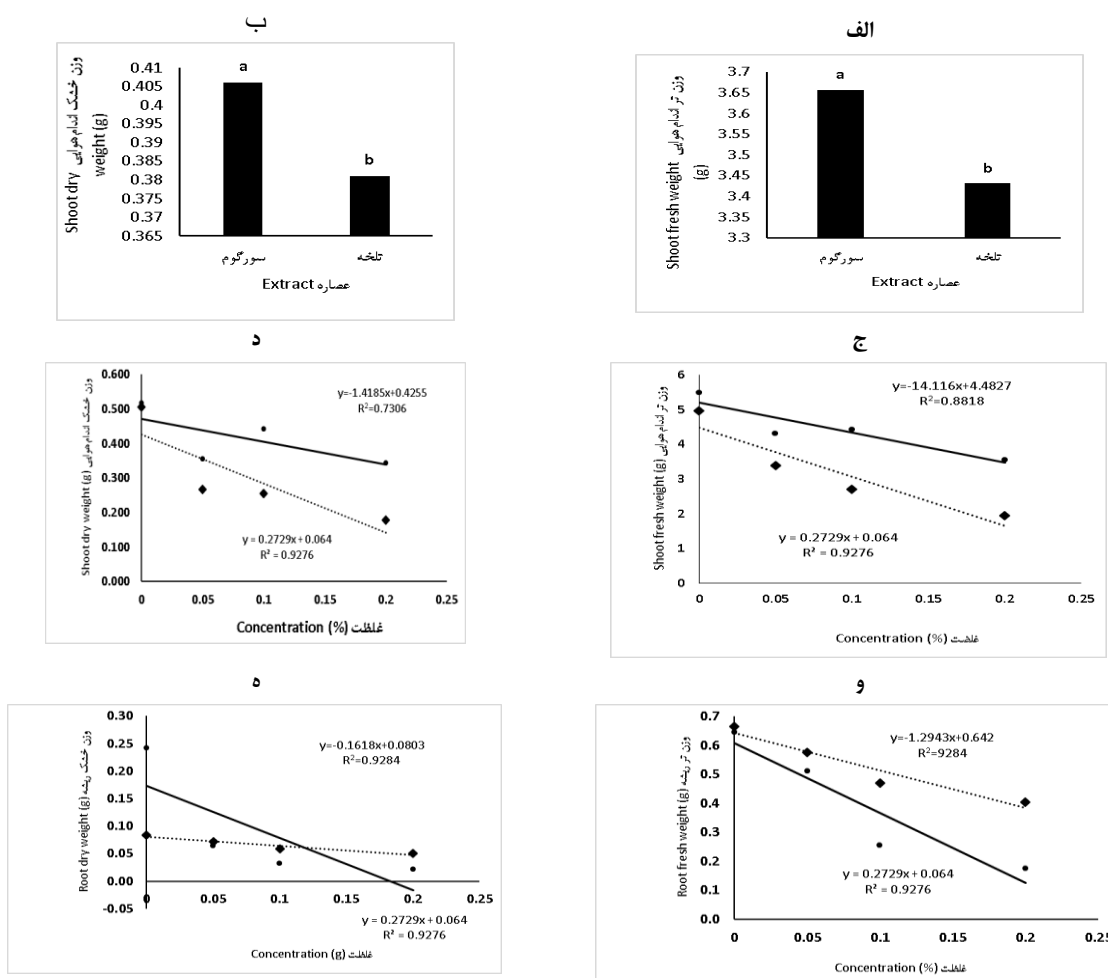 ب
الف
وزن خشک اندام هوایی Shoot dry
weight (g)
0.41
0.405
0.4
0.395
0.39
0.385
0.38
0.375
0.37
0.365
a
b
سورگوم
تلخه
عصاره Extract
وزن تر اندام هوایی Shoot fresh weight
(g)
3.7
3.65
3.6
3.55
3.5
3.45
3.4
3.35
3.3
a
b
سورگوم
تلخه
عصاره Extract
د
ج
وزن خشک اندام هوایی Shoot dry weight (g)
0.600
0.500
0.400
0.300
0.200
0.100
0.000
y=-1.4185x+0.4255
R²=0.7306
y = 0.2729x + 0.064
R² = 0.9276
0
0.05
0.1
0.15
0.2
0.25
Concentration (%) غلظت
وزن تر اندام هوایی Shoot fresh weight (g)
6
5
4
3
2
1
0
y=-14.116x+4.4827
R²=0.8818
y = 0.2729x + 0.064
R² = 0.9276
0
0.05
0.1
0.15
0.2
0.25
Concentration (%) غلضت
ه
و
وزن خشک ریشه Root dry weight (g)
0.30
0.25
0.20
0.15
0.10
0.05
0.00
-0.05
y=-0.1618x+0.0803
R²=0.9284
0
0.05
0.1
0.15
0.2
0.25
y = 0.2729x + 0.064
R² = 0.9276
Concentration (g) غلظت
وزن تر ریشه Root fresh weight (g)
0.7
0.6
0.5
0.4
0.3
0.2
0.1
0.0
y=-1.2943x+0.642
R²=9284
y = 0.2729x + 0.064
R² = 0.9276
0
0.05
0.1
0.15
0.2
0.25
Concentration (%) غلظت